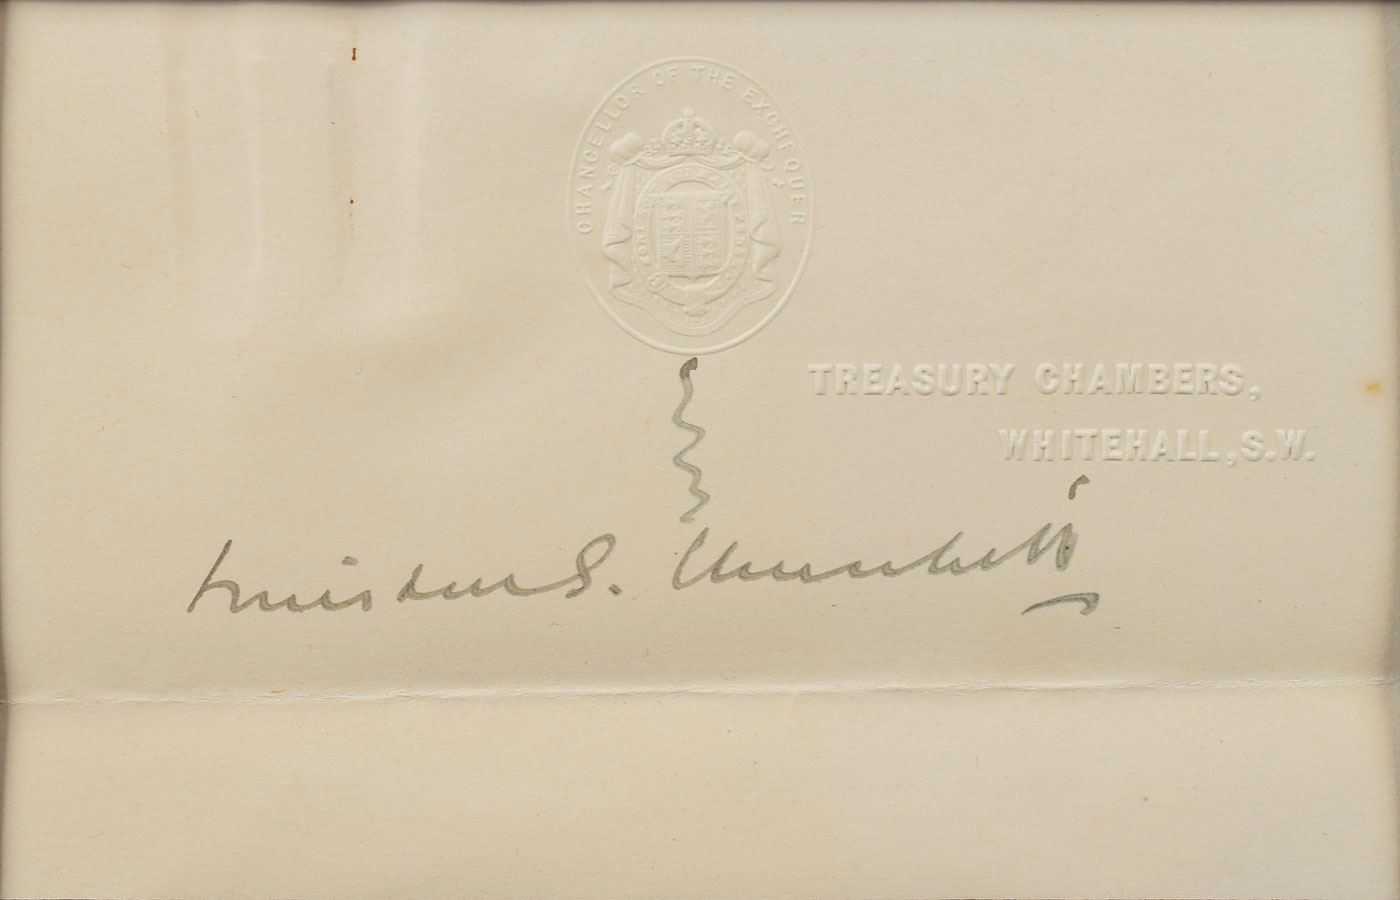 CHANCELLOR OF THE EXCHEQUER
TREASURY CHAMBERS,
WHITEHALL, S.W.
Winston S. Churchill